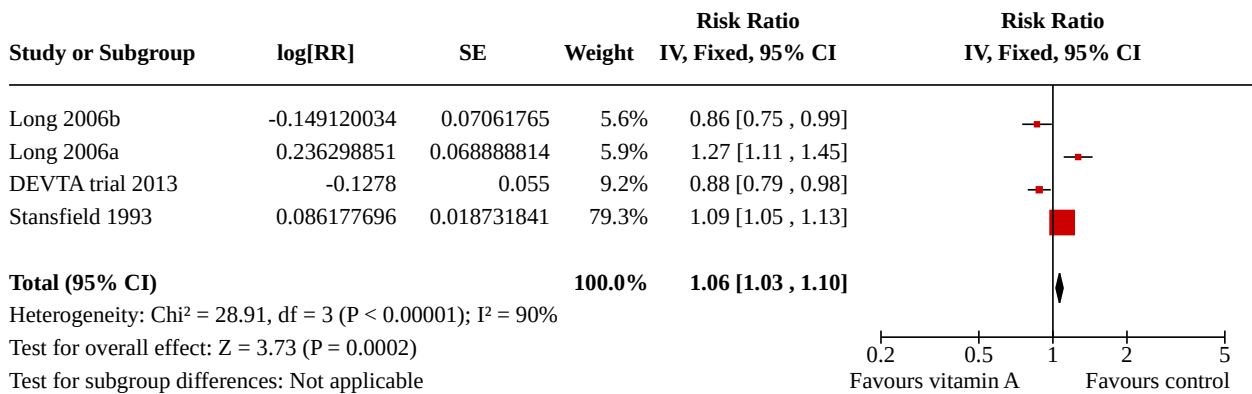 Risk Ratio Risk Ratio
Study or Subgroup log[RR] SE Weight IV, Fixed, 95% CI IV, Fixed, 95% CI
Long 2006b -0.149120034 0.07061765 5.6% 0.86 [0.75 , 0.99]
Long 2006a 0.236298851 0.068888814 5.9% 1.27 [1.11 , 1.45]
DEVTA trial 2013 -0.1278 0.055 9.2% 0.88 [0.79 , 0.98]
Stansfield 1993 0.086177696 0.018731841 79.3% 1.09 [1.05 , 1.13]
Total (95% CI) 100.0% 1.06 [1.03 , 1.10]
Heterogeneity: Chi² = 28.91, df = 3 (P < 0.00001); I² = 90%
Test for overall effect: Z = 3.73 (P = 0.0002)
Test for subgroup differences: Not applicable
0.2 0.5 1 2 5
Favours vitamin A Favours control